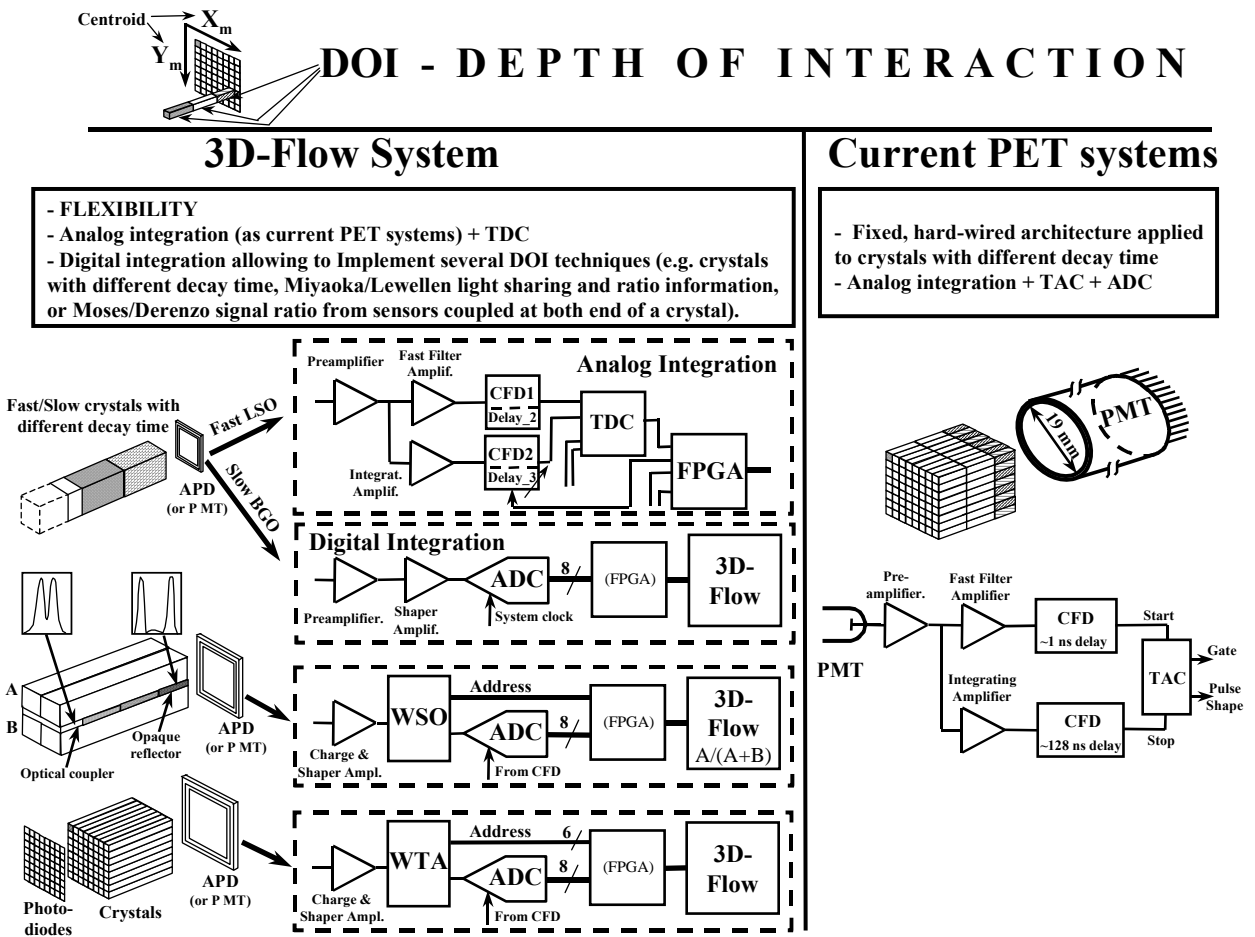 Centroid
Xm
Ym
DOI - DEPTH OF INTERACTION
3D-Flow System
- FLEXIBILITY
- Analog integration (as current PET systems) + TDC
- Digital integration allowing to Implement several DOI techniques (e.g. crystals
with different decay time, Miyaoka/Lewellen light sharing and ratio information,
or Moses/Derenzo signal ratio from sensors coupled at both end of a crystal).
Current PET systems
- Fixed, hard-wired architecture applied
to crystals with different decay time
- Analog integration + TAC + ADC
Fast/Slow crystals with
different decay time
APD
(or P MT)
Fast LSO
Slow BGO
Analog Integration
Preamplifier
Fast Filter
Amplif.
CFD1
Delay_2
TDC
Integrat.
Amplif.
CFD2
Delay_3
FPGA
Digital Integration
Preamplifier.
Shaper
Amplif.
ADC
System clock
8
(FPGA)
3D-
Flow
A
B
Optical coupler
Opaque
reflector
APD
(or P MT)
Charge &
Shaper Ampl.
WSO
Address
ADC
8
From CFD
(FPGA)
3D-
Flow
A/(A+B)
Photo-
diodes
Crystals
APD
(or P MT)
Charge &
Shaper Ampl.
WTA
Address
6
ADC
8
From CFD
(FPGA)
3D-
Flow
19 mm
PMT
PMT
Pre-
amplifier.
Fast Filter
Amplifier
CFD
~1 ns delay
Start
Integrating
Amplifier
CFD
~128 ns delay
Stop
TAC
Gate
Pulse
Shape